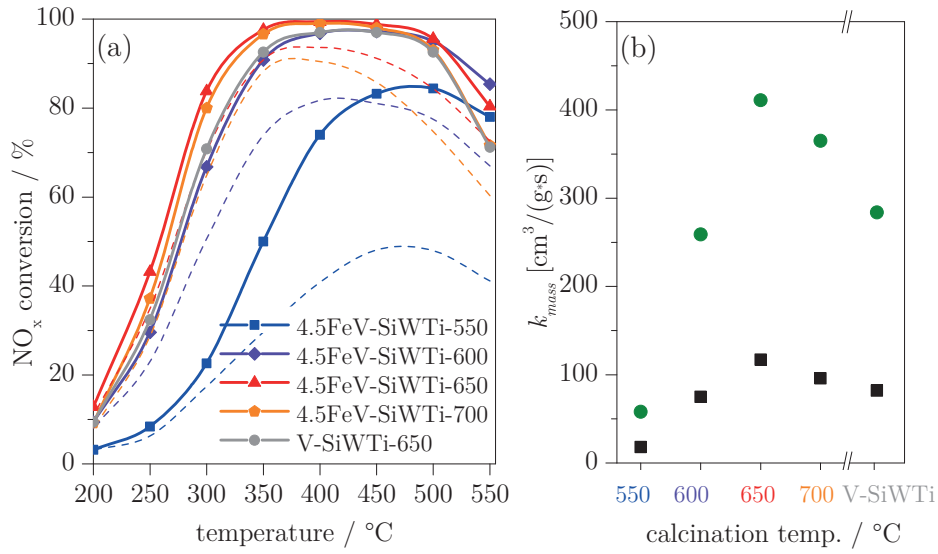 (a)
100
80
60
40
20
0
NOₓ conversion / %
4.5FeV-SiWTi-550
4.5FeV-SiWTi-600
4.5FeV-SiWTi-650
4.5FeV-SiWTi-700
V-SiWTi-650
200 250 300 350 400 450 500 550
temperature / °C
(b)
500
400
300
200
100
0
k_mass [cm³/(g*s)]
550 600 650 700 V-SiWTi
calcination temp. / °C